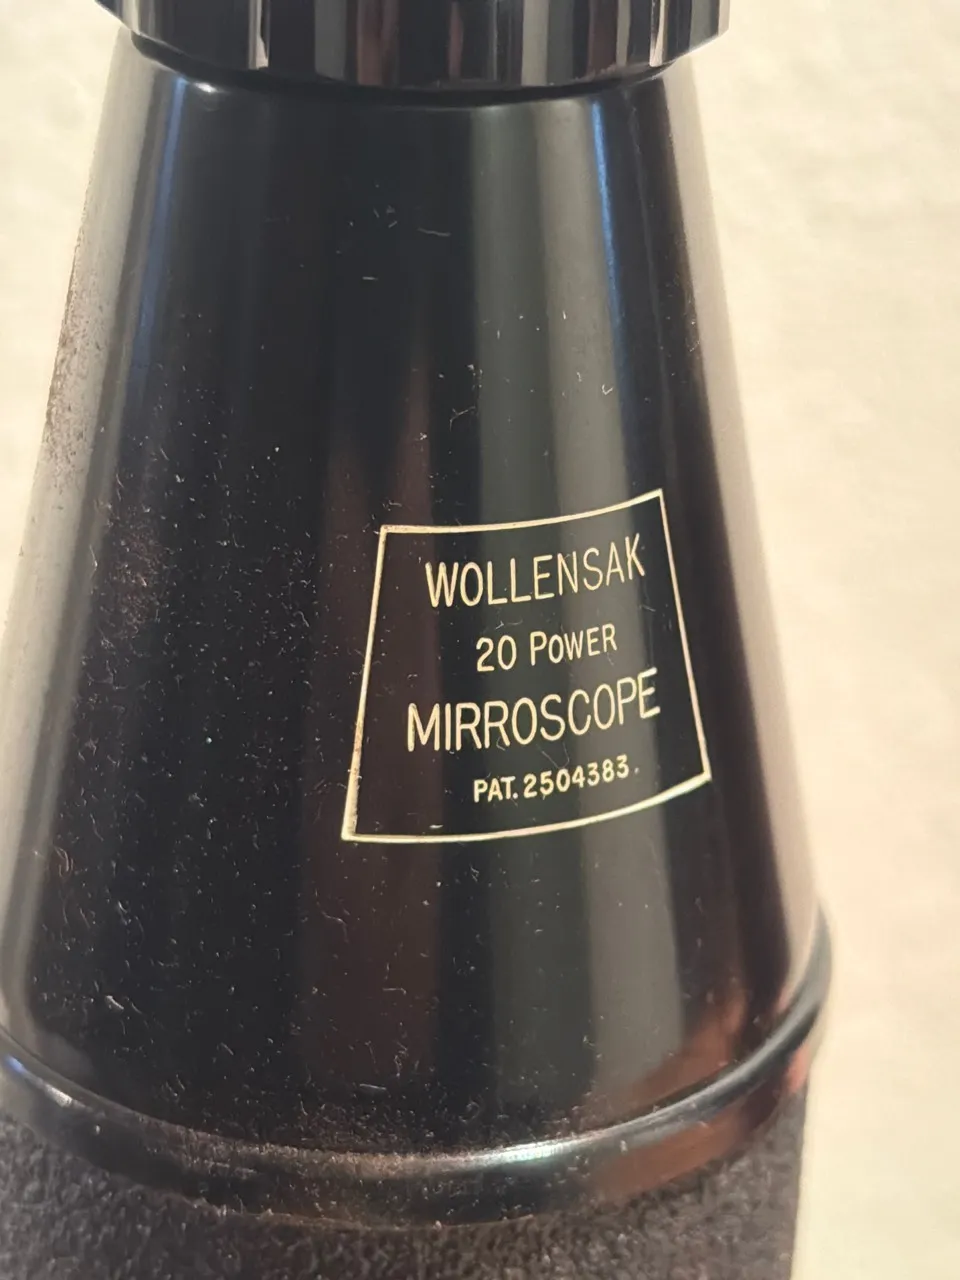 WOLLENSAK
20 POWER
MIRROSCOPE
PAT. 2504383.